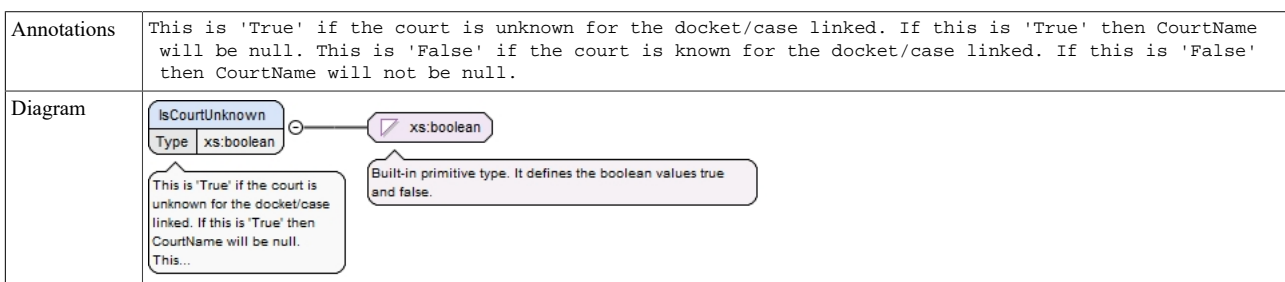 Annotations
This is 'True' if the court is unknown for the docket/case linked. If this is 'True' then CourtName
will be null. This is 'False' if the court is known for the docket/case linked. If this is 'False'
then CourtName will not be null.
Diagram
IsCourtUnknown
Type xs:boolean
xs:boolean
This is 'True' if the court is
unknown for the docket/case
linked. If this is 'True' then
CourtName will be null.
This...
Built-in primitive type. It defines the boolean values true
and false.